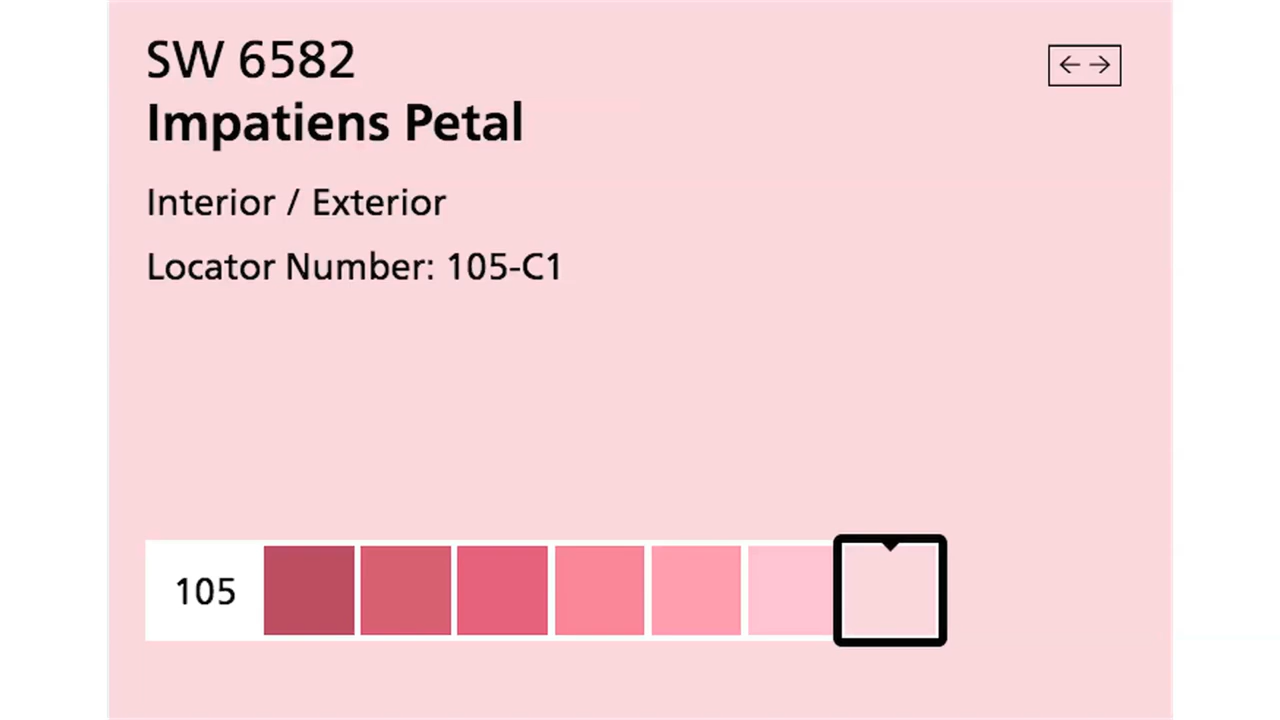 SW 6582
Impatiens Petal
Interior / Exterior
Locator Number: 105-C1
105